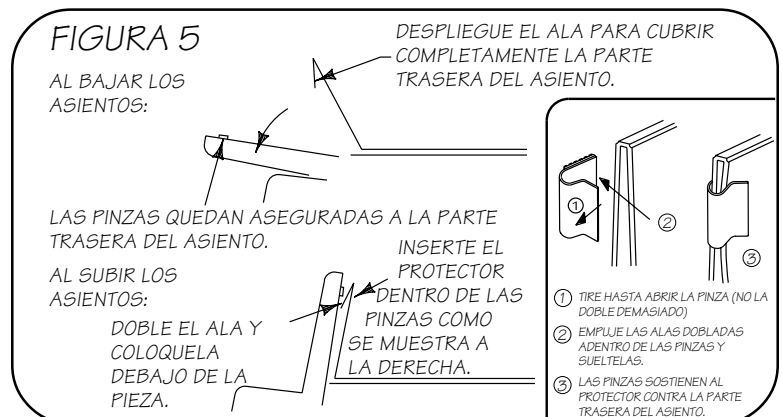 FIGURA 5
AL BAJAR LOS
ASIENTOS:
DESPLIEGUE EL ALA PARA CUBRIR
COMPLETAMENTE LA PARTE
TRASERA DEL ASIENTO.
LAS PINZAS QUEDAN ASEGURADAS A LA PARTE
TRASERA DEL ASIENTO.
AL SUBIR LOS
ASIENTOS:
DOBLE EL ALA Y
COLOQUELA
DEBAJO DE LA
PIEZA.
INSERTE EL
PROTECTOR
DENTRO DE LAS
PINZAS COMO
SE MUESTRA A
LA DERECHA.
1
2
3
1 TIRE HASTA ABRIR LA PINZA (NO LA
DOBLE DEMASIADO)
2 EMPUJE LAS ALAS DOBLADAS
ADENTRO DE LAS PINZAS Y
SUELTELAS.
3 LAS PINZAS SOSTIENEN AL
PROTECTOR CONTRA LA PARTE
TRASERA DEL ASIENTO.